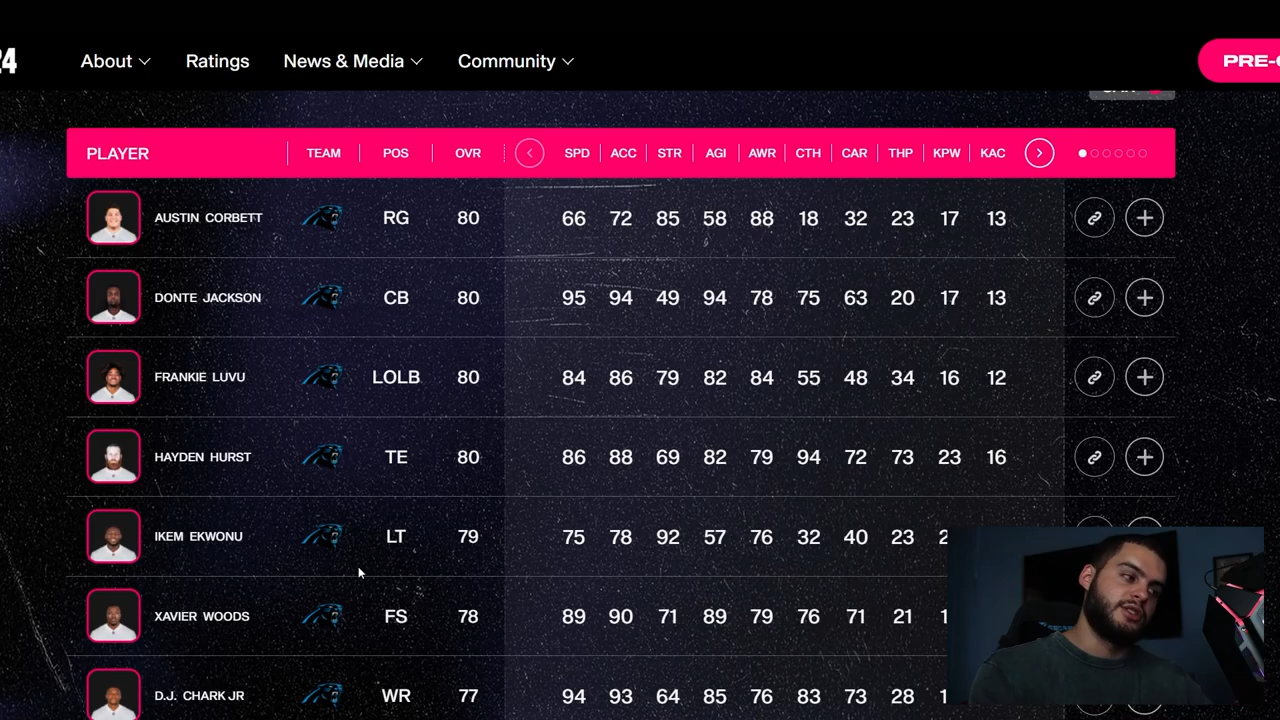 24
About Ratings News & Media Community PRE-
PLAYER TEAM POS OVR SPD ACC STR AGI AWR CTH CAR THP KPW KAC
AUSTIN CORBETT RG 80 66 72 85 58 88 18 32 23 17 13
DONTE JACKSON CB 80 95 94 49 94 78 75 63 20 17 13
FRANKIE LUVU LOLB 80 84 86 79 82 84 55 48 34 16 12
HAYDEN HURST TE 80 86 88 69 82 79 94 72 73 23 16
IKEM EKWONU LT 79 75 78 92 57 76 32 40 23 2
XAVIER WOODS FS 78 89 90 71 89 79 76 71 21 1
D.J. CHARK JR WR 77 94 93 64 85 76 83 73 28 1